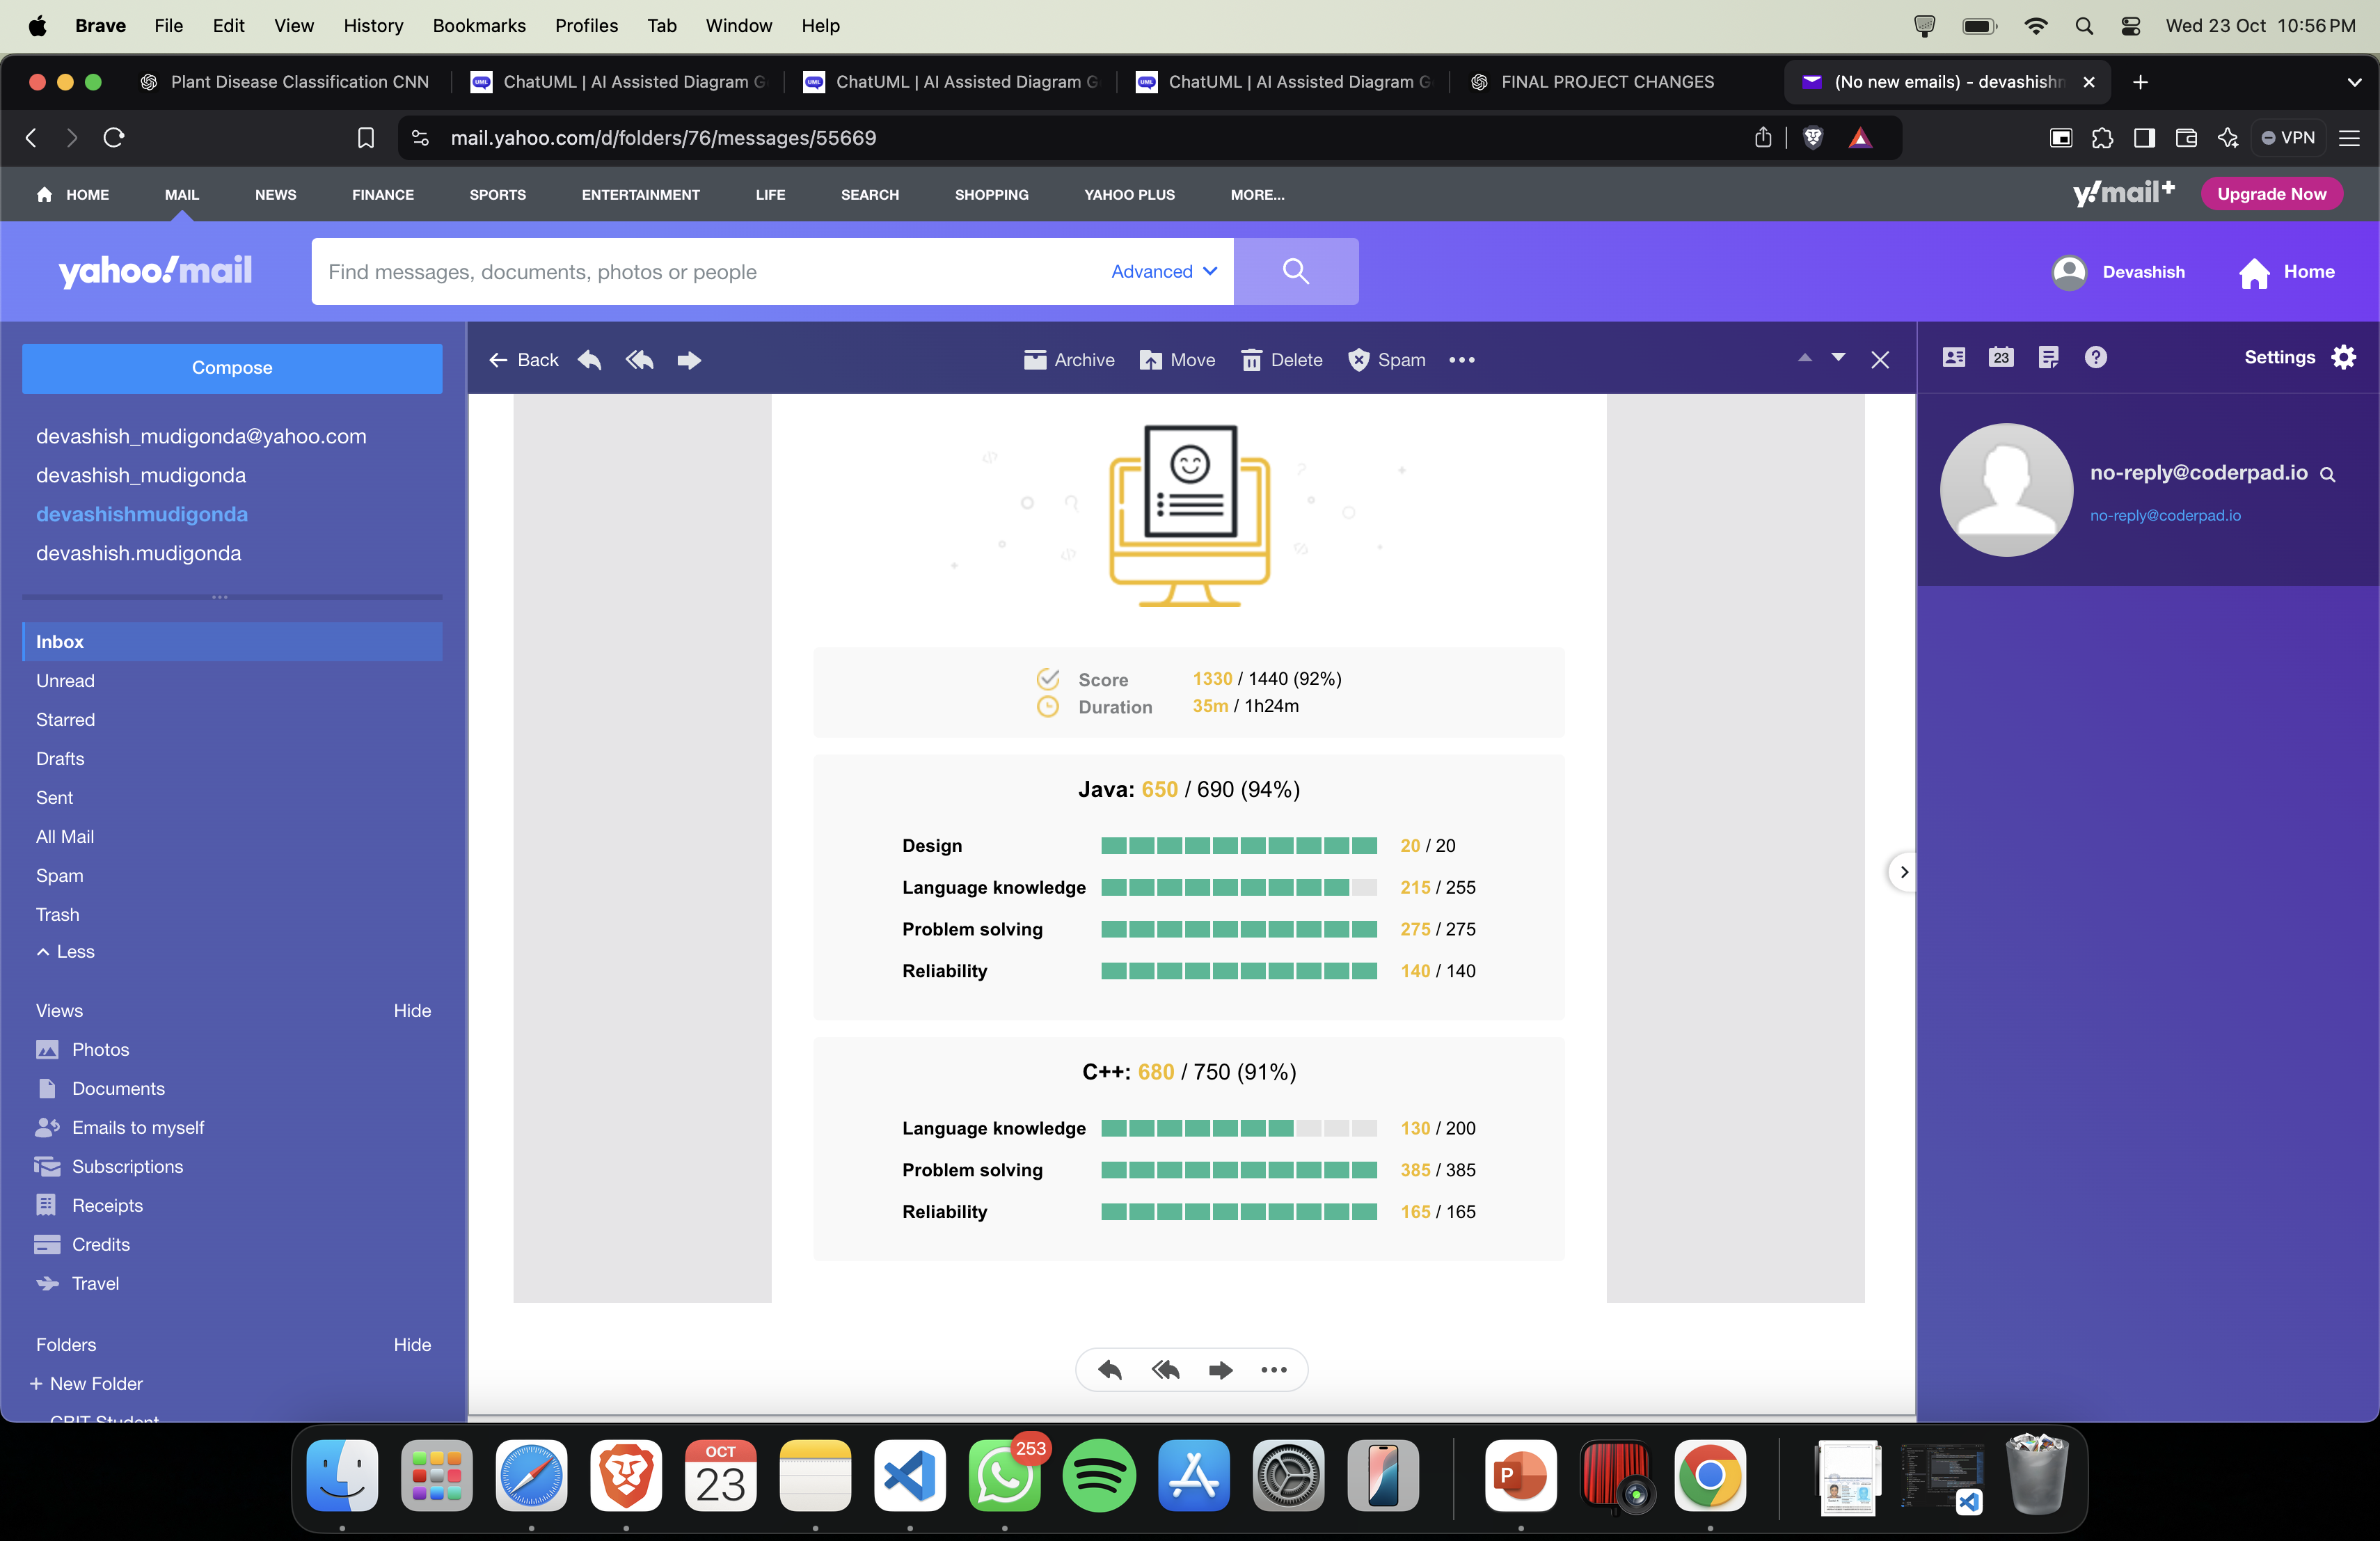 Brave File Edit View History Bookmarks Profiles Tab Window Help
Wed 23 Oct 10:56 PM
Plant Disease Classification CNN
ChatUML | AI Assisted Diagram G
ChatUML | AI Assisted Diagram G
ChatUML | AI Assisted Diagram G
FINAL PROJECT CHANGES
(No new emails) - devashish
mail.yahoo.com/d/folders/76/messages/55669
VPN
HOME MAIL NEWS FINANCE SPORTS ENTERTAINMENT LIFE SEARCH SHOPPING YAHOO PLUS MORE...
y!mail+
Upgrade Now
yahoo!mail
Find messages, documents, photos or people
Advanced
Devashish
Home
Compose
devashish_mudigonda@yahoo.com
devashish_mudigonda
devashishmudigonda
devashish.mudigonda
Inbox
Unread
Starred
Drafts
Sent
All Mail
Spam
Trash
Less
Views Hide
Photos
Documents
Emails to myself
Subscriptions
Receipts
Credits
Travel
Folders Hide
+ New Folder
Back
Archive Move Delete Spam
Score 1330 / 1440 (92%)
Duration 35m / 1h24m
Java: 650 / 690 (94%)
Design 20 / 20
Language knowledge 215 / 255
Problem solving 275 / 275
Reliability 140 / 140
C++: 680 / 750 (91%)
Language knowledge 130 / 200
Problem solving 385 / 385
Reliability 165 / 165
23
Settings
no-reply@coderpad.io
no-reply@coderpad.io
OCT
23
253
P